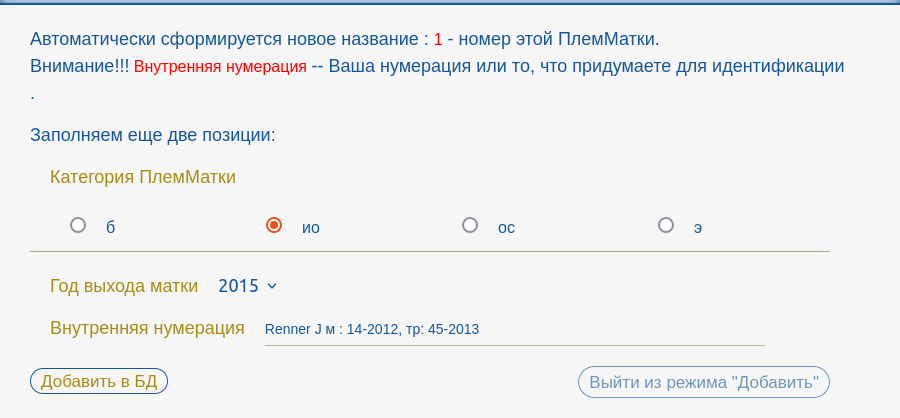 Автоматически сформируется новое название : 1 - номер этой ПлемМатки.
Внимание!!! Внутренняя нумерация -- Ваша нумерация или то, что придумаете для идентификации
.
Заполняем еще две позиции:
Категория ПлемМатки
б ио ос э
Год выхода матки 2015
Внутренняя нумерация Renner J м : 14-2012, тр: 45-2013
Добавить в БД Выйти из режима "Добавить"